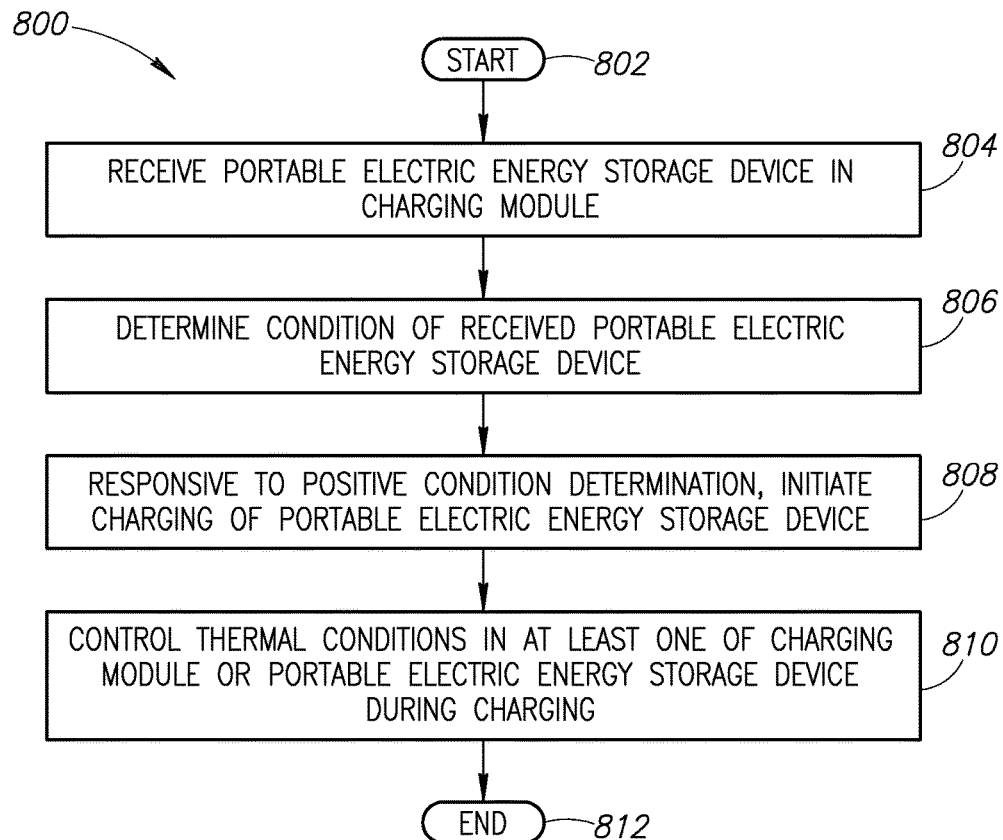 800
START
802
RECEIVE PORTABLE ELECTRIC ENERGY STORAGE DEVICE IN
CHARGING MODULE
804
DETERMINE CONDITION OF RECEIVED PORTABLE ELECTRIC
ENERGY STORAGE DEVICE
806
RESPONSIVE TO POSITIVE CONDITION DETERMINATION, INITIATE
CHARGING OF PORTABLE ELECTRIC ENERGY STORAGE DEVICE
808
CONTROL THERMAL CONDITIONS IN AT LEAST ONE OF CHARGING
MODULE OR PORTABLE ELECTRIC ENERGY STORAGE DEVICE
DURING CHARGING
810
END
812